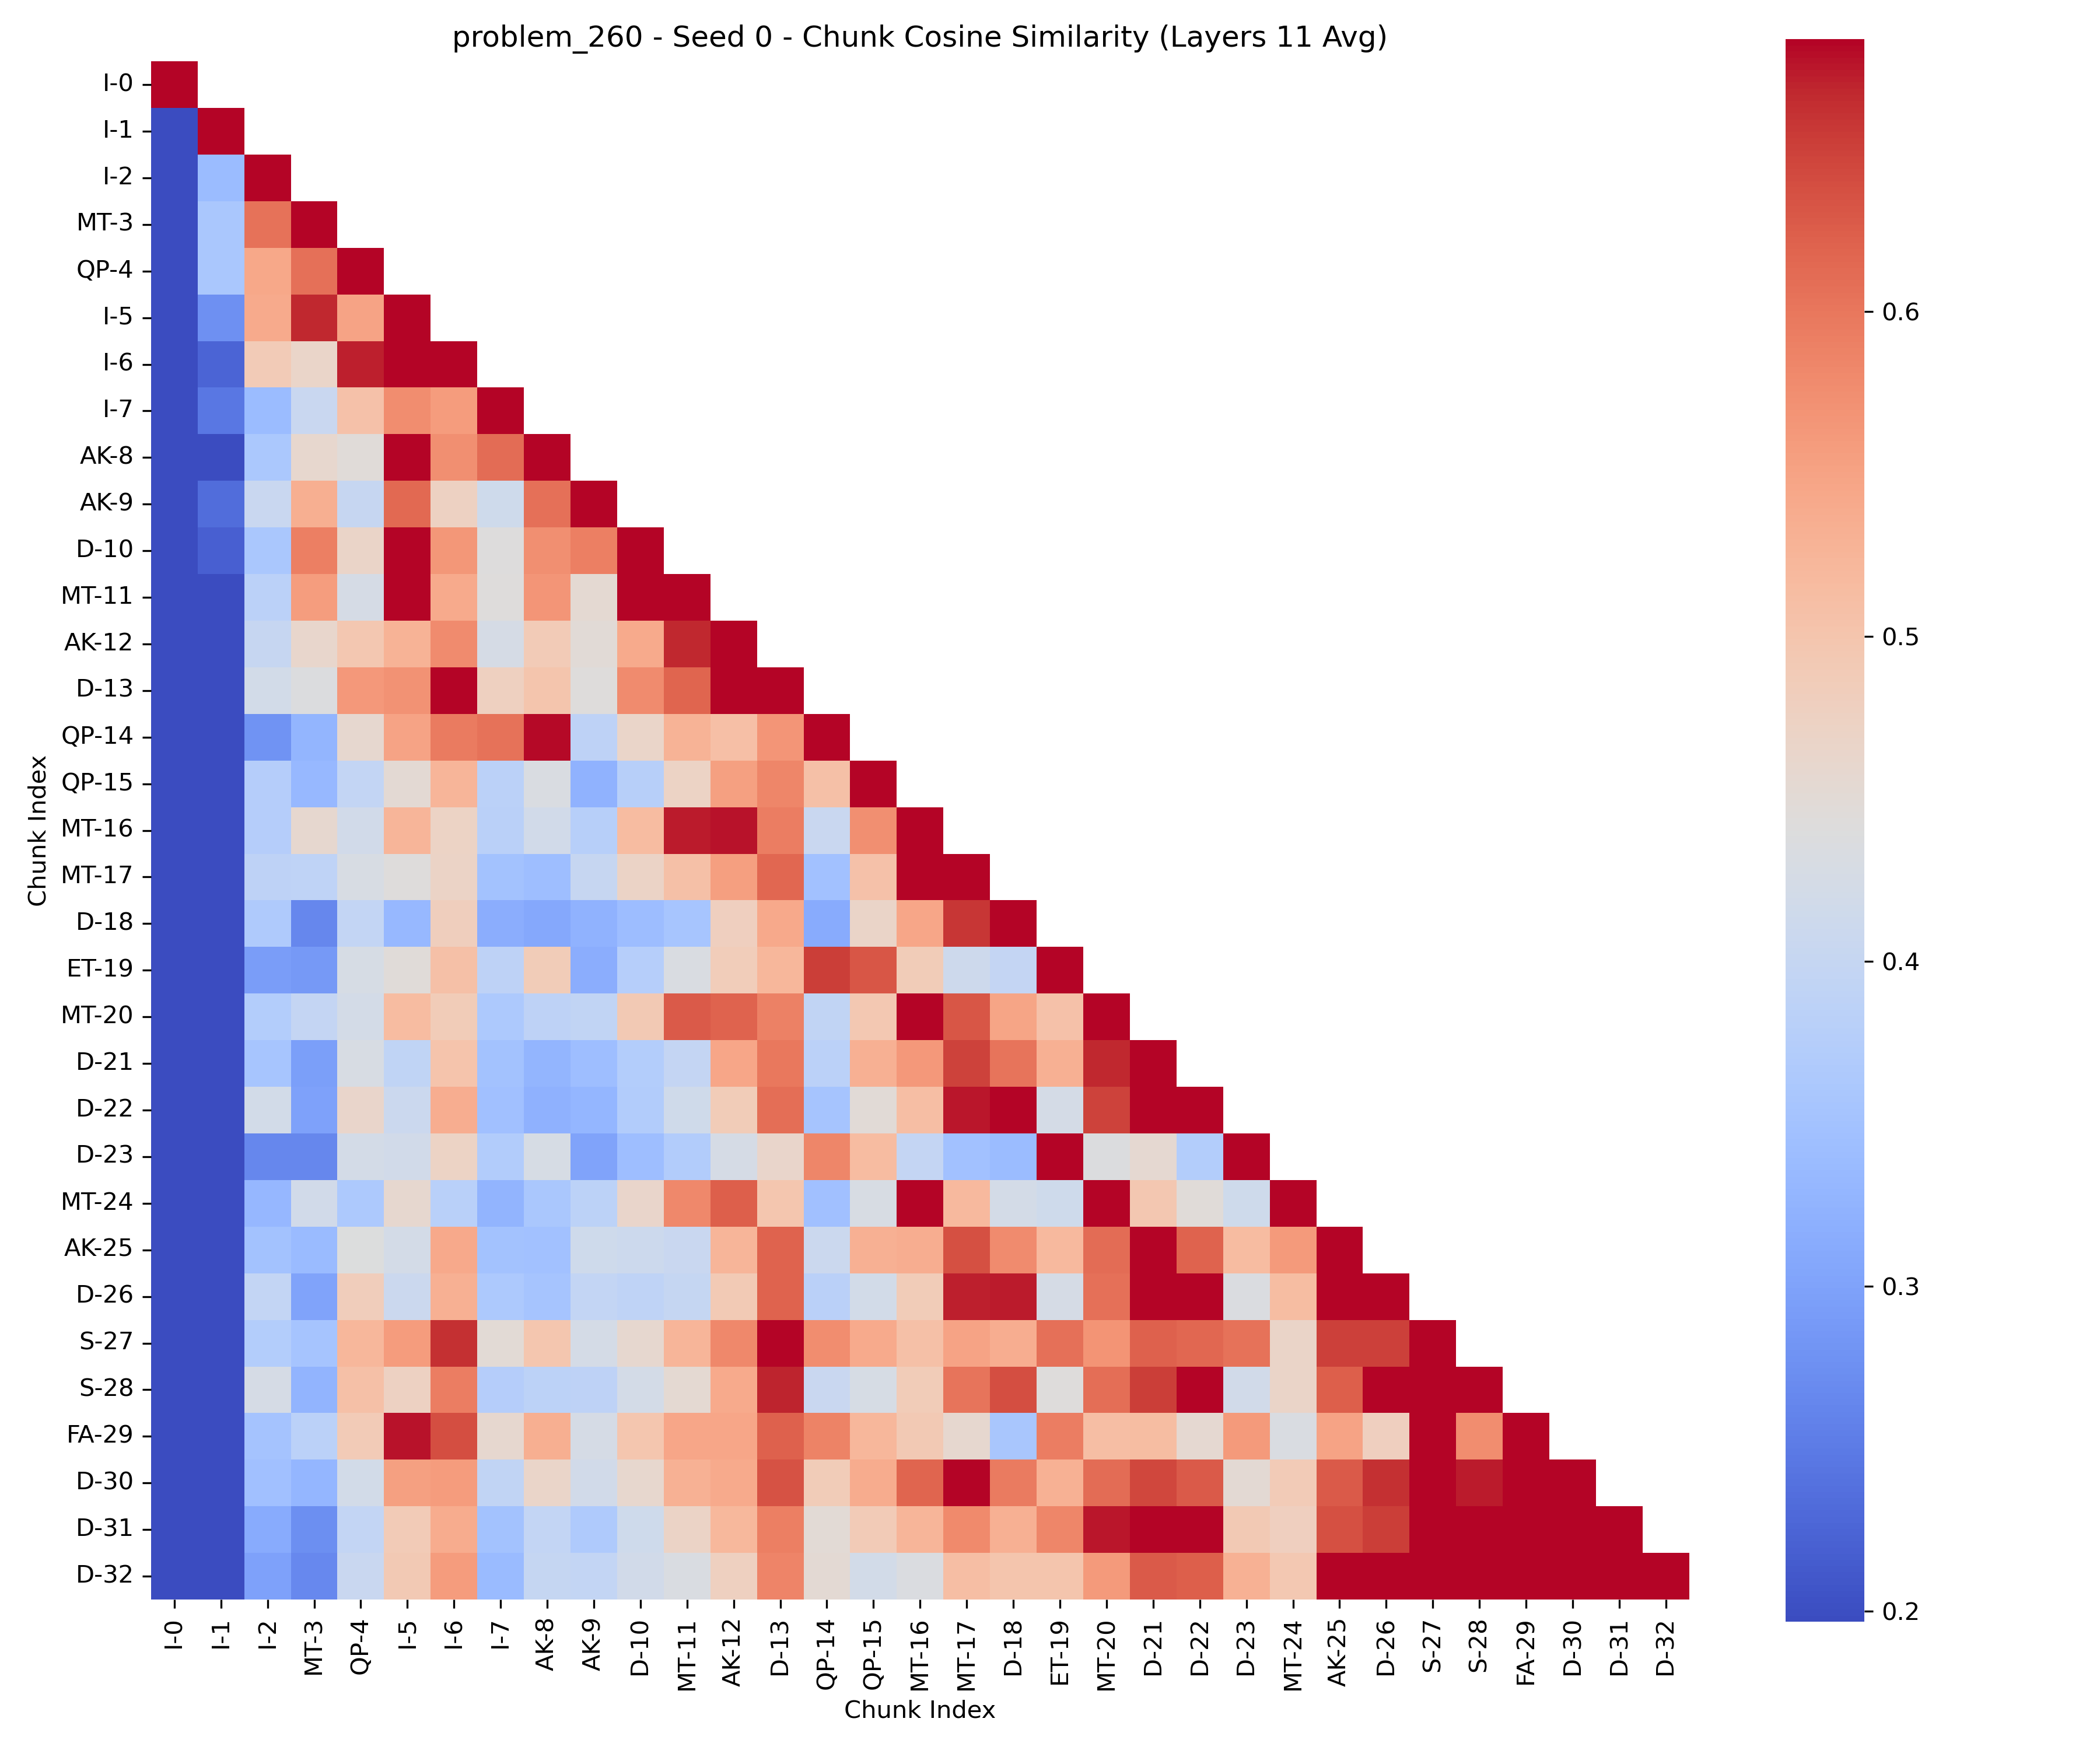 problem_260 - Seed 0 - Chunk Cosine Similarity (Layers 11 Avg)
Chunk Index
I-0
I-1
I-2
MT-3
QP-4
I-5
I-6
I-7
AK-8
AK-9
D-10
MT-11
AK-12
D-13
QP-14
QP-15
MT-16
MT-17
D-18
ET-19
MT-20
D-21
D-22
D-23
MT-24
AK-25
D-26
S-27
S-28
FA-29
D-30
D-31
D-32
I-0 I-1 I-2 MT-3 QP-4 I-5 I-6 I-7 AK-8 AK-9 D-10 MT-11 AK-12 D-13 QP-14 QP-15 MT-16 MT-17 D-18 ET-19 MT-20 D-21 D-22 D-23 MT-24 AK-25 D-26 S-27 S-28 FA-29 D-30 D-31 D-32
Chunk Index
0.6
0.5
0.4
0.3
0.2